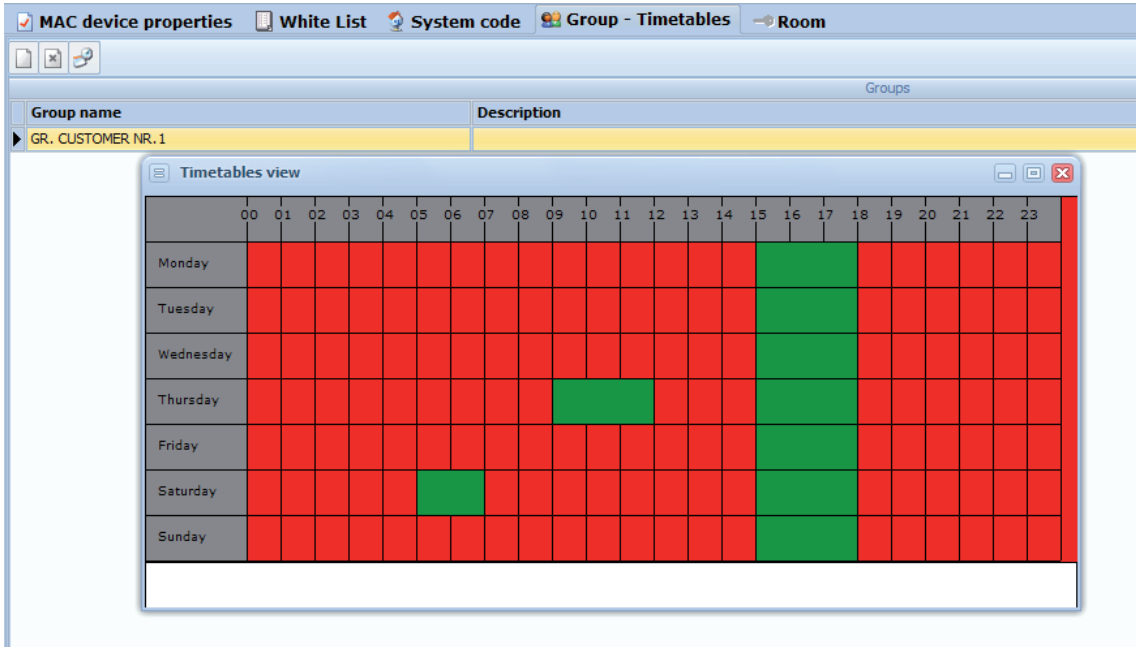 MAC device properties White List System code Group - Timetables Room
Groups
Group name Description
GR. CUSTOMER NR.1
Timetables view
00 01 02 03 04 05 06 07 08 09 10 11 12 13 14 15 16 17 18 19 20 21 22 23
Monday
Tuesday
Wednesday
Thursday
Friday
Saturday
Sunday